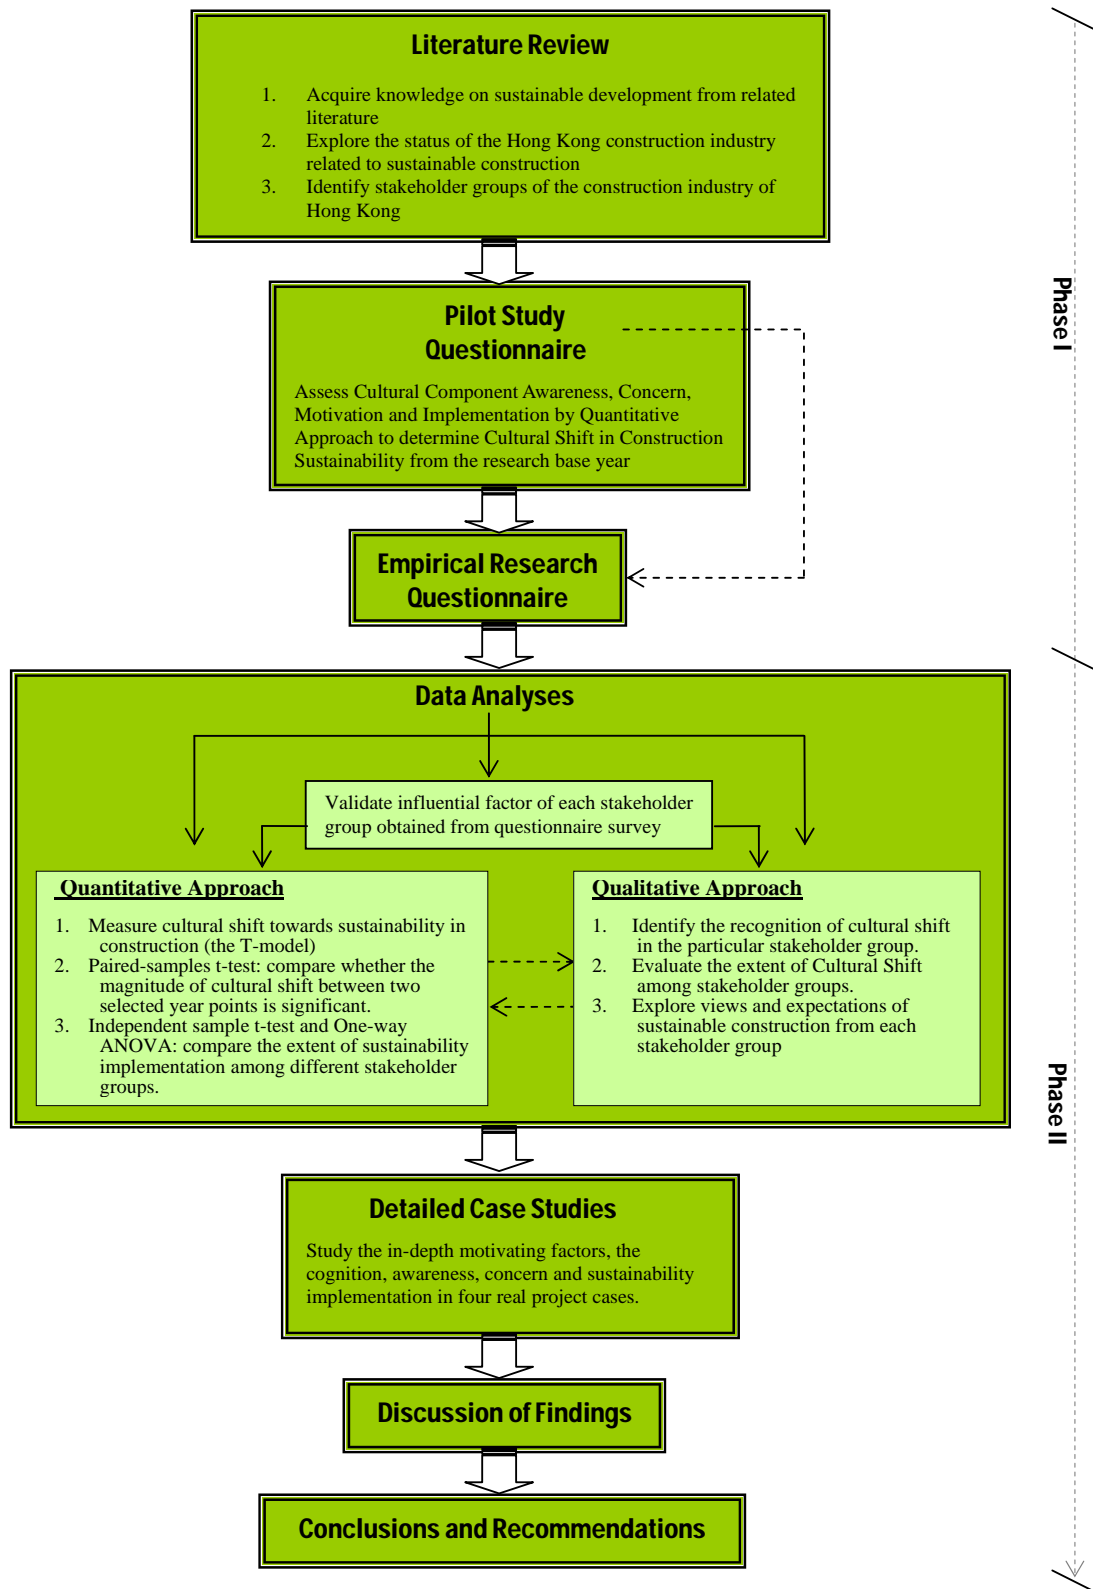 Literature Review
1. Acquire knowledge on sustainable development from related
literature
2. Explore the status of the Hong Kong construction industry
related to sustainable construction
3. Identify stakeholder groups of the construction industry of
Hong Kong
Phase I
Pilot Study
Questionnaire
Assess Cultural Component Awareness, Concern,
Motivation and Implementation by Quantitative
Approach to determine Cultural Shift in Construction
Sustainability from the research base year
Empirical Research
Questionnaire
Data Analyses
Validate influential factor of each stakeholder
group obtained from questionnaire survey
Quantitative Approach
1. Measure cultural shift towards sustainability in
construction (the T-model)
2. Paired-samples t-test: compare whether the
magnitude of cultural shift between two
selected year points is significant.
3. Independent sample t-test and One-way
ANOVA: compare the extent of sustainability
implementation among different stakeholder
groups.
Qualitative Approach
1. Identify the recognition of cultural shift
in the particular stakeholder group.
2. Evaluate the extent of Cultural Shift
among stakeholder groups.
3. Explore views and expectations of
sustainable construction from each
stakeholder group
Phase II
Detailed Case Studies
Study the in-depth motivating factors, the
cognition, awareness, concern and sustainability
implementation in four real project cases.
Discussion of Findings
Conclusions and Recommendations